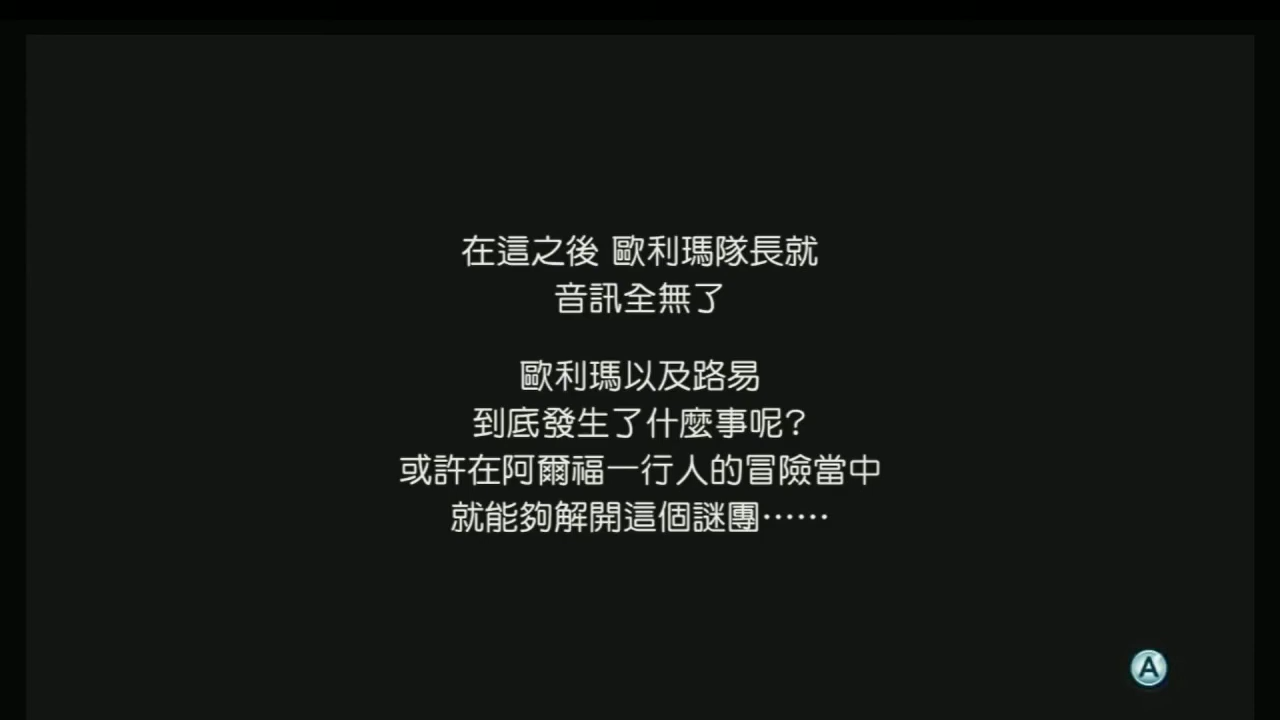 在這之後 歐利瑪隊長就
音訊全無了
歐利瑪以及路易
到底發生了什麼事呢?
或許在阿爾福一行人的冒險當中
就能夠解開這個謎團……
A